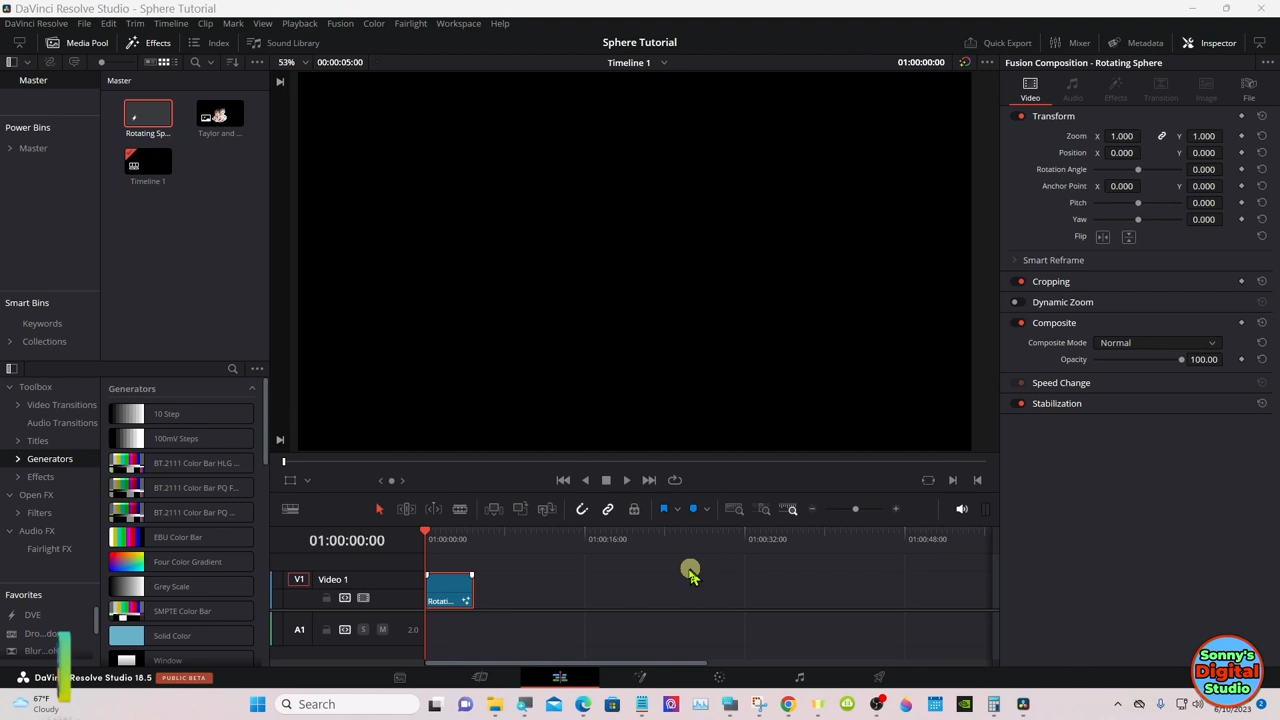 DaVinci Resolve Studio - Sphere Tutorial
DaVinci Resolve File Edit Trim Timeline Clip Mark View Playback Fusion Color Fairlight Workspace Help
Media Pool Effects Index Sound Library Sphere Tutorial Quick Export Mixer Metadata Inspector
53% 00:00:05:00 Timeline 1 01:00:00:00 Fusion Composition - Rotating Sphere
Master Master
Video Audio Effects Transition Image File
Power Bins
Master
Rotating Sp... Taylor and ...
Timeline 1
Transform
Zoom X 1.000 Y 1.000
Position X 0.000 Y 0.000
Rotation Angle 0.000
Anchor Point X 0.000 Y 0.000
Pitch 0.000
Yaw 0.000
Flip
Smart Reframe
Cropping
Dynamic Zoom
Composite
Composite Mode Normal
Opacity 100.00
Speed Change
Stabilization
Smart Bins
Keywords
Collections
Toolbox
Video Transitions
Audio Transitions
Titles
Generators
Effects
Open FX
Filters
Audio FX
Fairlight FX
Favorites
DVE
Generators
10 Step
100mV Steps
BT.2111 Color Bar HLG ...
BT.2111 Color Bar PQ F...
BT.2111 Color Bar PQ ...
EBU Color Bar
Four Color Gradient
Grey Scale
SMPTE Color Bar
Solid Color
Window
01:00:00:00 01:00:00:00 01:00:16:00 01:00:32:00 01:00:48:00
V1 Video 1
Rotati...
A1 2.0 S M
DaVinci Resolve Studio 18.5 PUBLIC BETA
Sonny's
Digital
Studio
67°F
Cloudy
Search